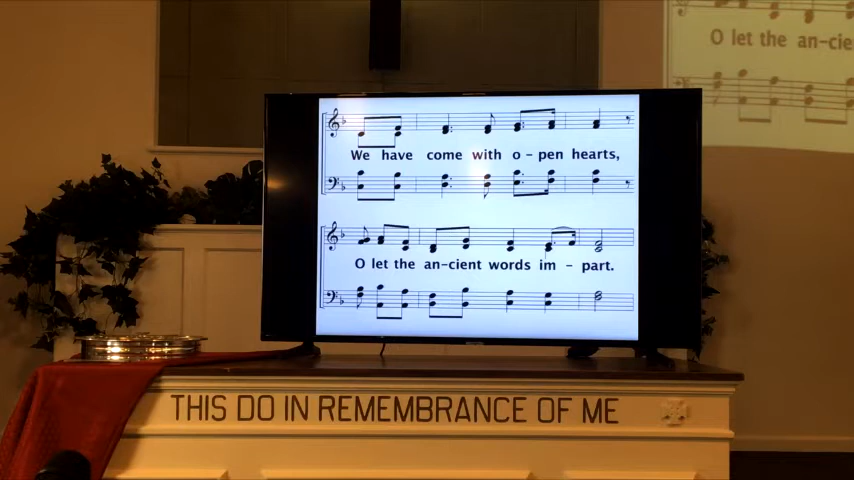 O let the an-cie
We have come with o - pen hearts,
O let the an-cient words im - part.
THIS DO IN REMEMBRANCE OF ME